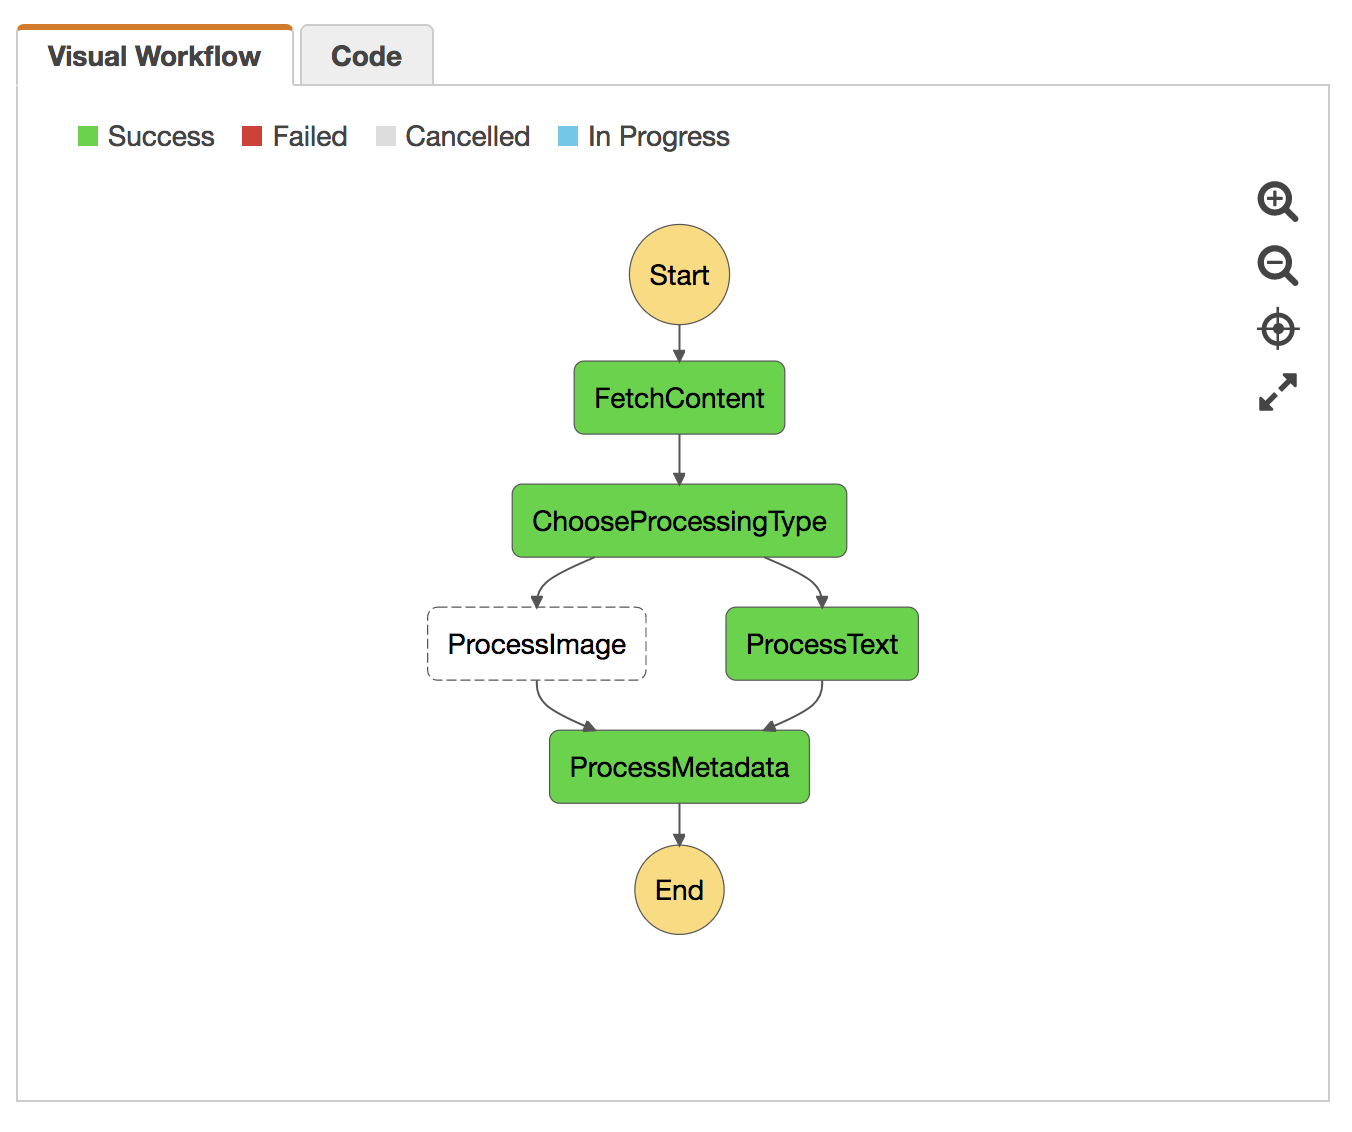 Visual Workflow
Code
Success
Failed
Cancelled
In Progress
Start
FetchContent
ChooseProcessingType
ProcessImage
ProcessText
ProcessMetadata
End